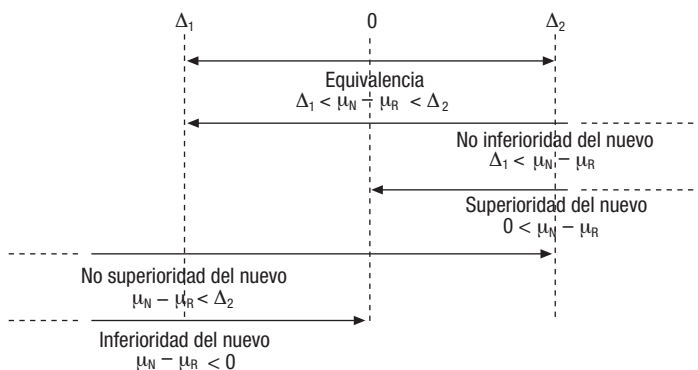 Δ1 0 Δ2
Equivalencia
Δ1 < μN − μR < Δ2
No inferioridad del nuevo
Δ1 < μN − μR
Superioridad del nuevo
0 < μN − μR
No superioridad del nuevo
μN − μR < Δ2
Inferioridad del nuevo
μN − μR < 0